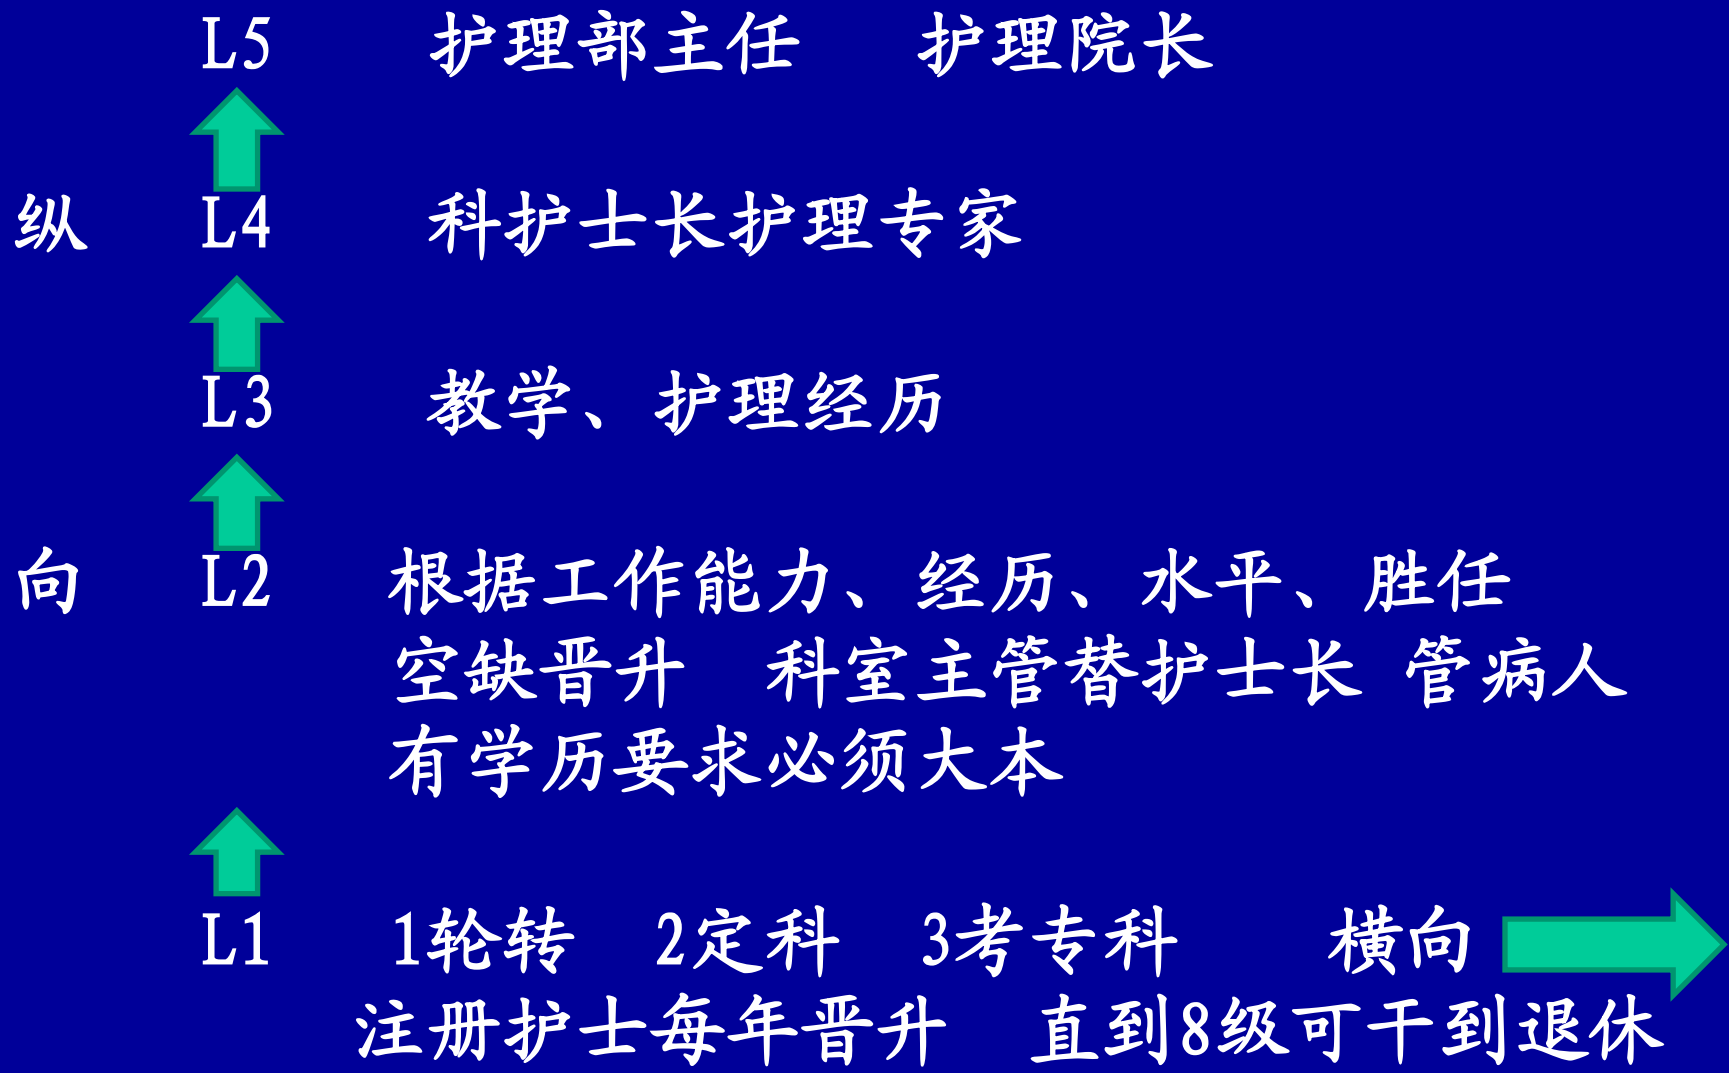 L5 护理部主任 护理院长
纵 L4 科护士长护理专家
L3 教学、护理经历
向 L2 根据工作能力、经历、水平、胜任
空缺晋升 科室主管替护士长 管病人
有学历要求必须大本
L1 1轮转 2定科 3考专科 横向
注册护士每年晋升 直到8级可干到退休